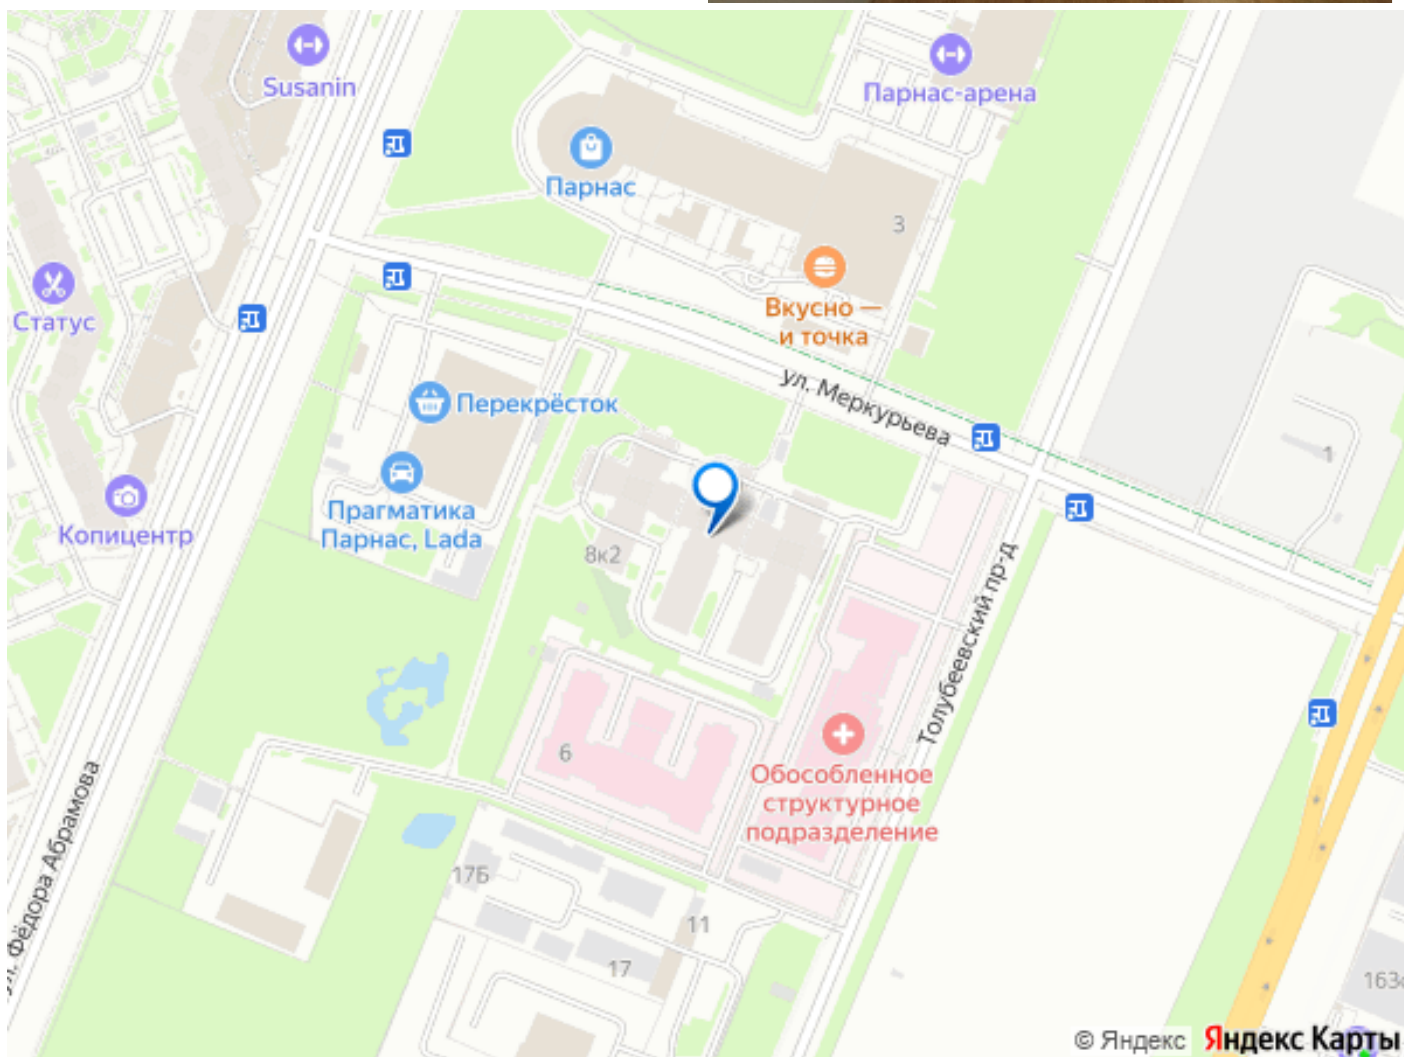 Susanin
Парнас-арена
Парнас
3
Вкусно —
и точка
Статус
ул. Меркурьева
Перекрёсток
1
Прагматика
Парнас, Lada
Копицентр
8к2
Толубеевский пр-д
6
Обособленное
структурное
подразделение
ул. Фёдора Абрамова
17Б
11
17
© Яндекс Яндекс Карты